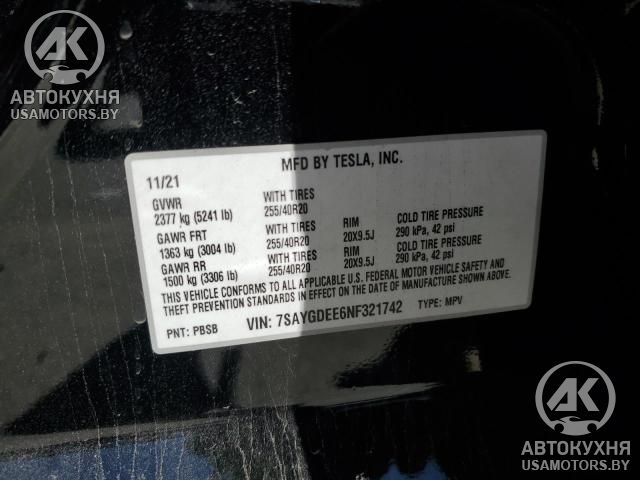 АК
АВТОКУХНЯ
USAMOTORS.BY
MFD BY TESLA, INC.
11/21
GVWR WITH TIRES
2377 kg (5241 lb) 255/40R20
GAWR FRT WITH TIRES RIM COLD TIRE PRESSURE
1363 kg (3004 lb) 255/40R20 20X9.5J 290 kPa, 42 psi
GAWR RR WITH TIRES RIM COLD TIRE PRESSURE
1500 kg (3306 lb) 255/40R20 20X9.5J 290 kPa, 42 psi
THIS VEHICLE CONFORMS TO ALL APPLICABLE U.S. FEDERAL MOTOR VEHICLE SAFETY AND
THEFT PREVENTION STANDARDS IN EFFECT ON THE DATE OF MANUFACTURE SHOWN ABOVE.
PNT: PBSB VIN: 7SAYGDEE6NF321742 TYPE: MPV
АК
АВТОКУХНЯ
USAMOTORS.BY